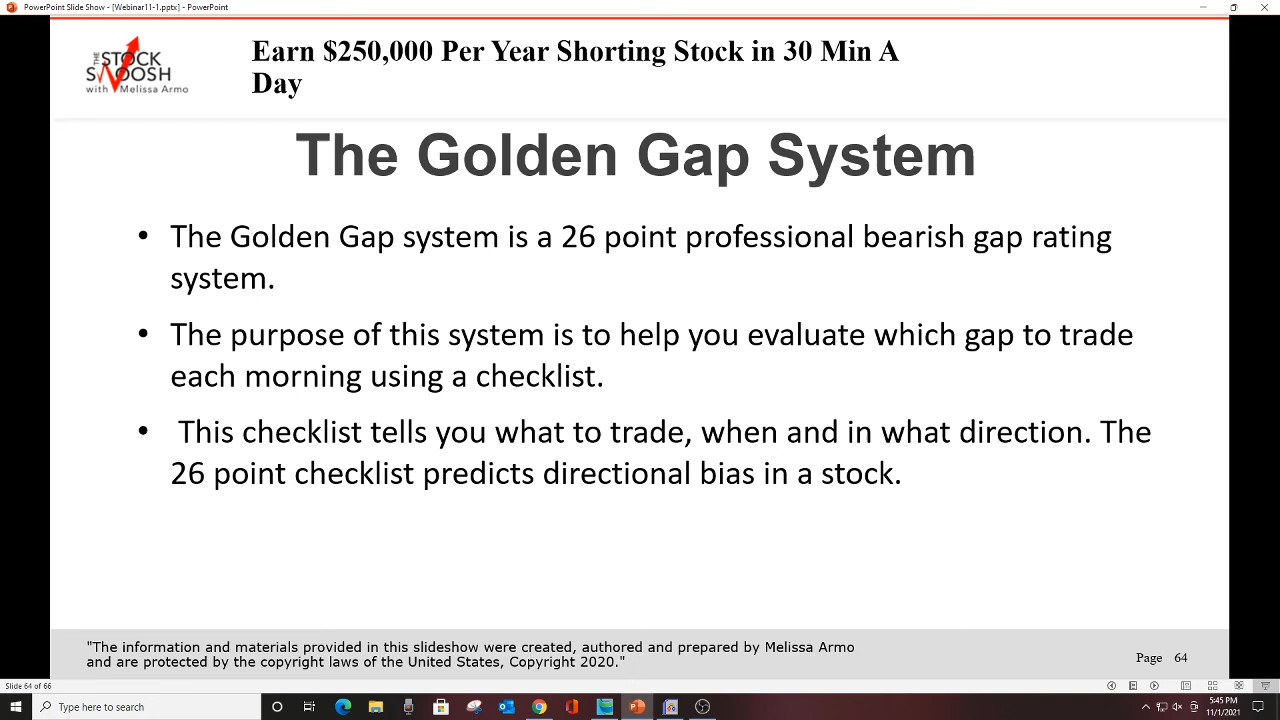 PowerPoint Slide Show - [Webinar11-1.pptx] - PowerPoint
THE
STOCK
SWOOSH
with Melissa Armo
Earn $250,000 Per Year Shorting Stock in 30 Min A
Day
The Golden Gap System
• The Golden Gap system is a 26 point professional bearish gap rating
system.
• The purpose of this system is to help you evaluate which gap to trade
each morning using a checklist.
• This checklist tells you what to trade, when and in what direction. The
26 point checklist predicts directional bias in a stock.
"The information and materials provided in this slideshow were created, authored and prepared by Melissa Armo
and are protected by the copyright laws of the United States, Copyright 2020."
Page 64
Slide 64 of 66
Type here to search
5:45 PM
11/1/2021